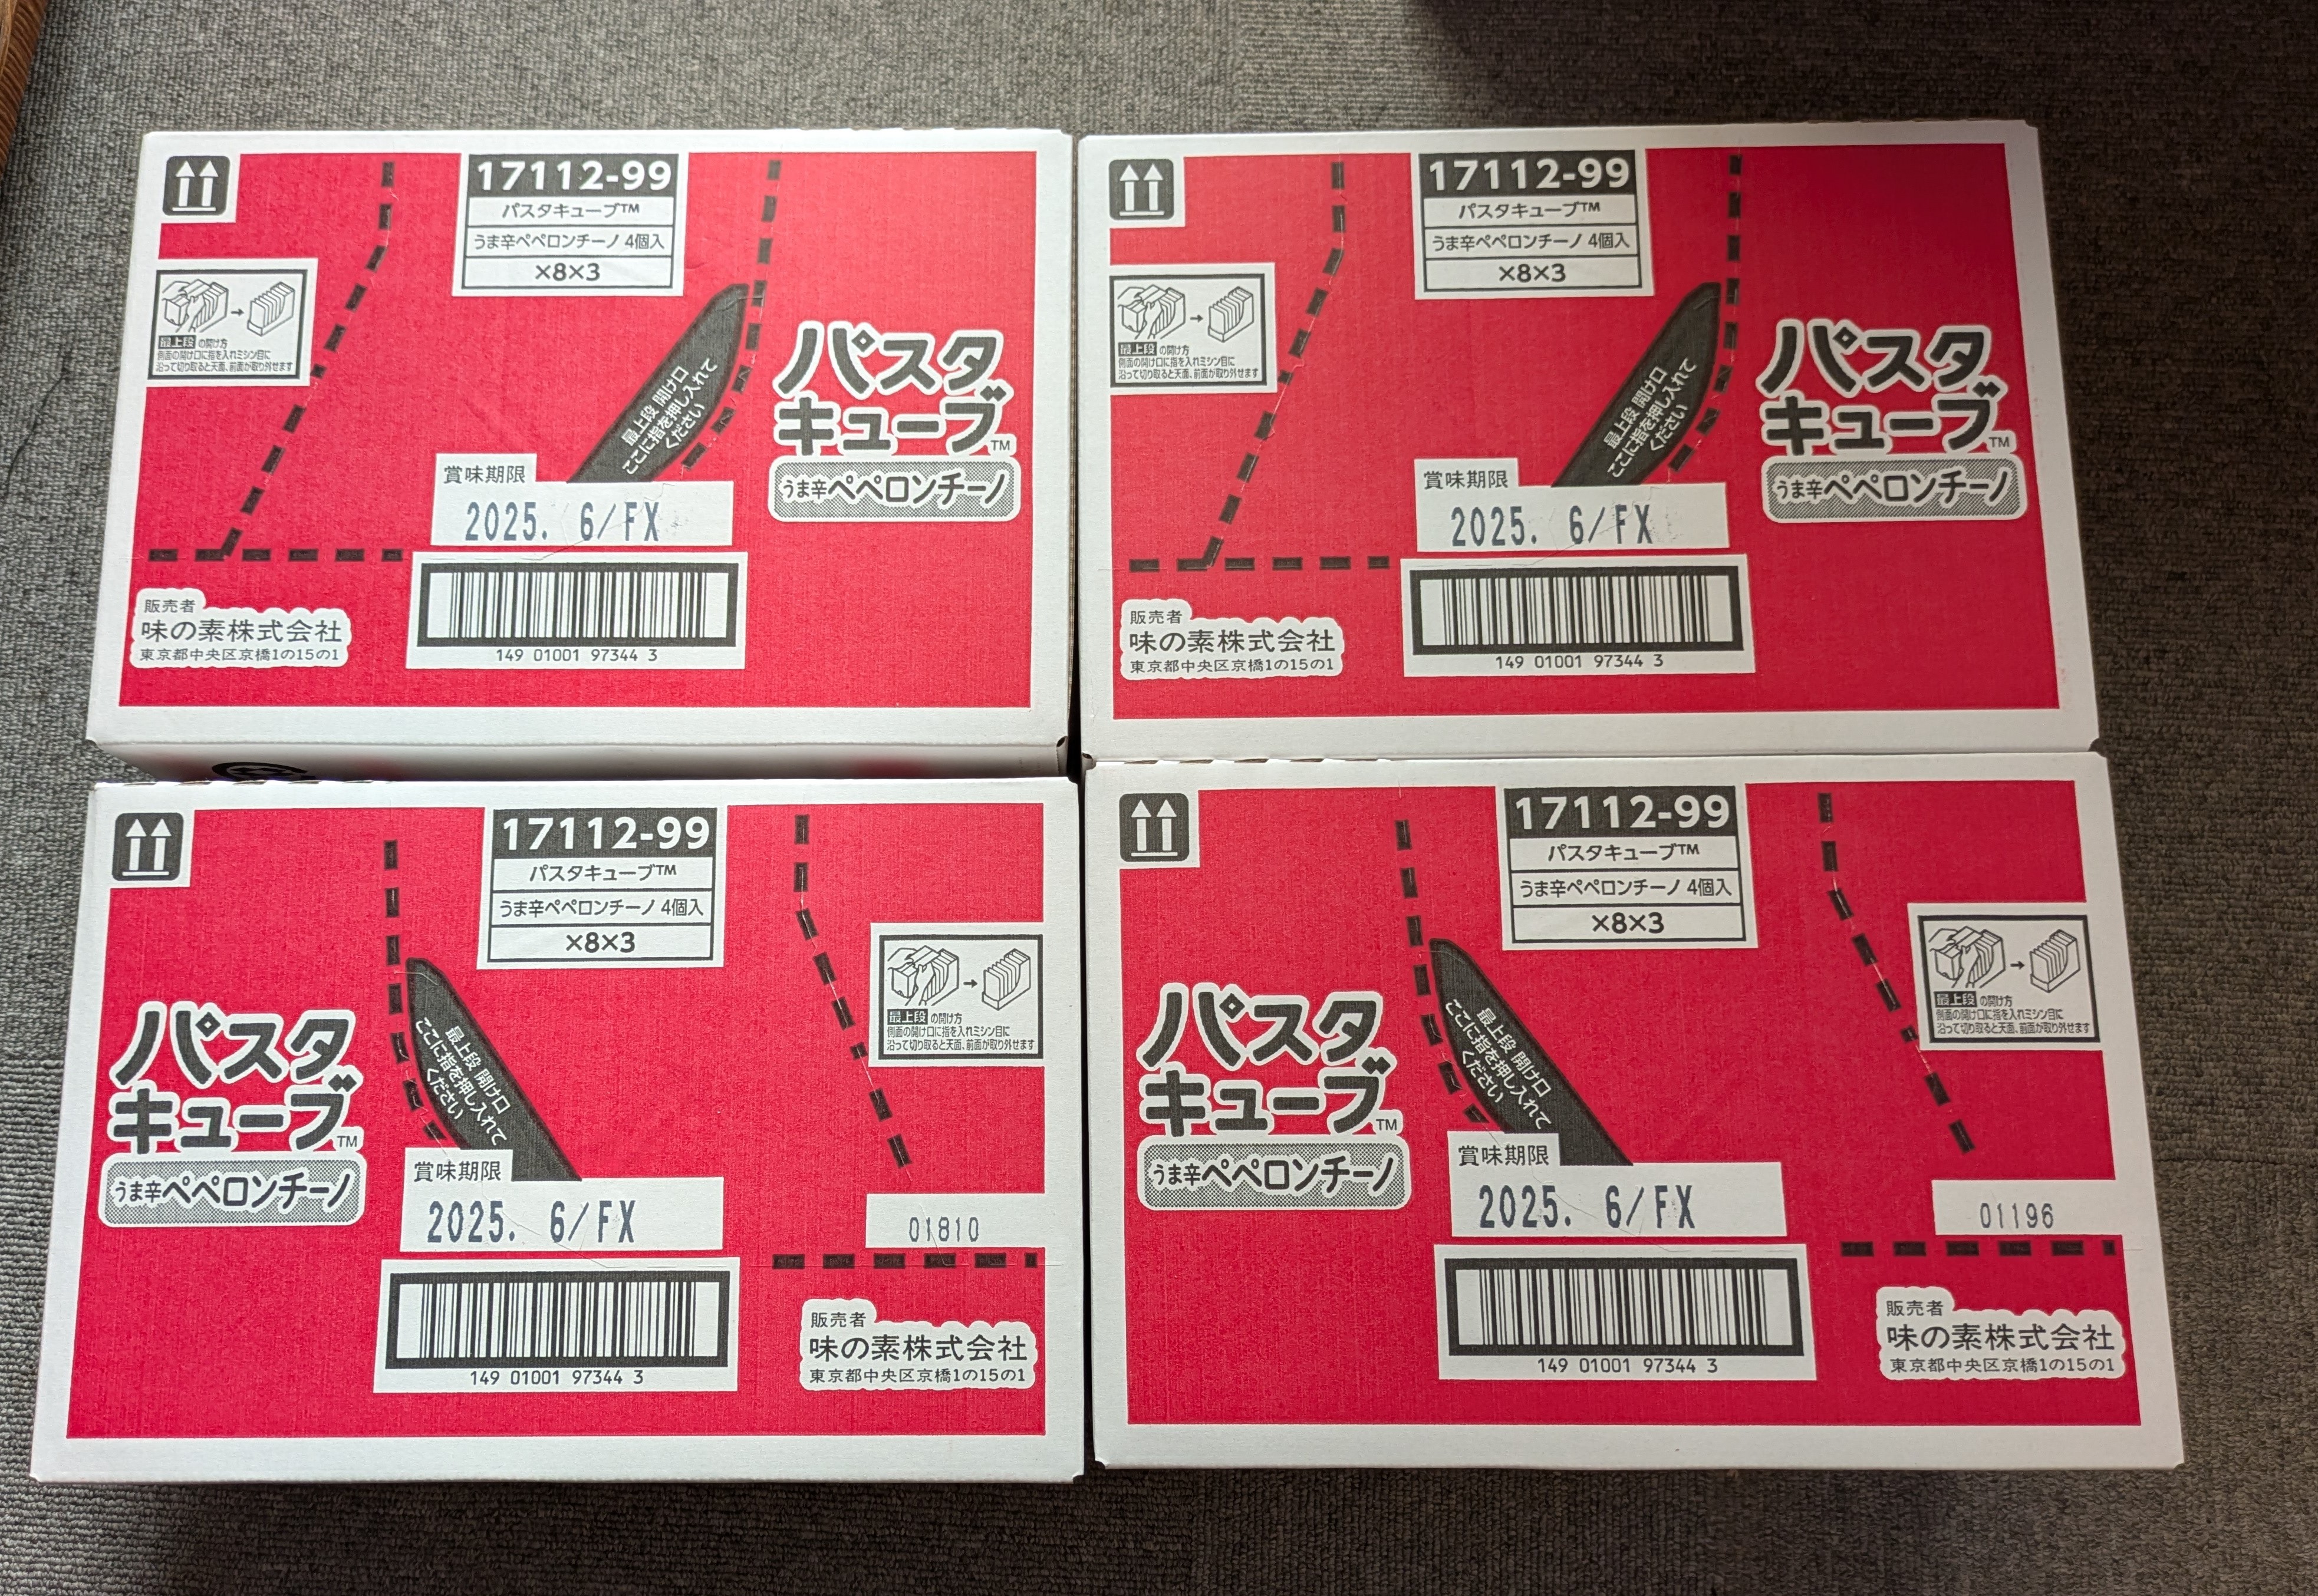 17112-99
パスタキューブ™
うま辛ペペロンチーノ 4個入
×8×3
最上段 の開け方
側面の開け口に指を入れミシン目に
沿って切り取ると天面、前面が取り外せます
最上段 開け口
ここに指を押し入れて
ください
パスタ
キューブ™
うま辛ペペロンチーノ
賞味期限
2025. 6/FX
149 01001 97344 3
販売者
味の素株式会社
東京都中央区京橋1の15の1
17112-99
パスタキューブ™
うま辛ペペロンチーノ 4個入
×8×3
最上段 の開け方
側面の開け口に指を入れミシン目に
沿って切り取ると天面、前面が取り外せます
最上段 開け口
ここに指を押し入れて
ください
パスタ
キューブ™
うま辛ペペロンチーノ
賞味期限
2025. 6/FX
149 01001 97344 3
販売者
味の素株式会社
東京都中央区京橋1の15の1
17112-99
パスタキューブ™
うま辛ペペロンチーノ 4個入
×8×3
最上段 の開け方
側面の開け口に指を入れミシン目に
沿って切り取ると天面、前面が取り外せます
パスタ
キューブ™
うま辛ペペロンチーノ
最上段 開け口
ここに指を押し入れて
ください
賞味期限
2025. 6/FX
01810
149 01001 97344 3
販売者
味の素株式会社
東京都中央区京橋1の15の1
17112-99
パスタキューブ™
うま辛ペペロンチーノ 4個入
×8×3
最上段 の開け方
側面の開け口に指を入れミシン目に
沿って切り取ると天面、前面が取り外せます
パスタ
キューブ™
うま辛ペペロンチーノ
最上段 開け口
ここに指を押し入れて
ください
賞味期限
2025. 6/FX
01196
149 01001 97344 3
販売者
味の素株式会社
東京都中央区京橋1の15の1